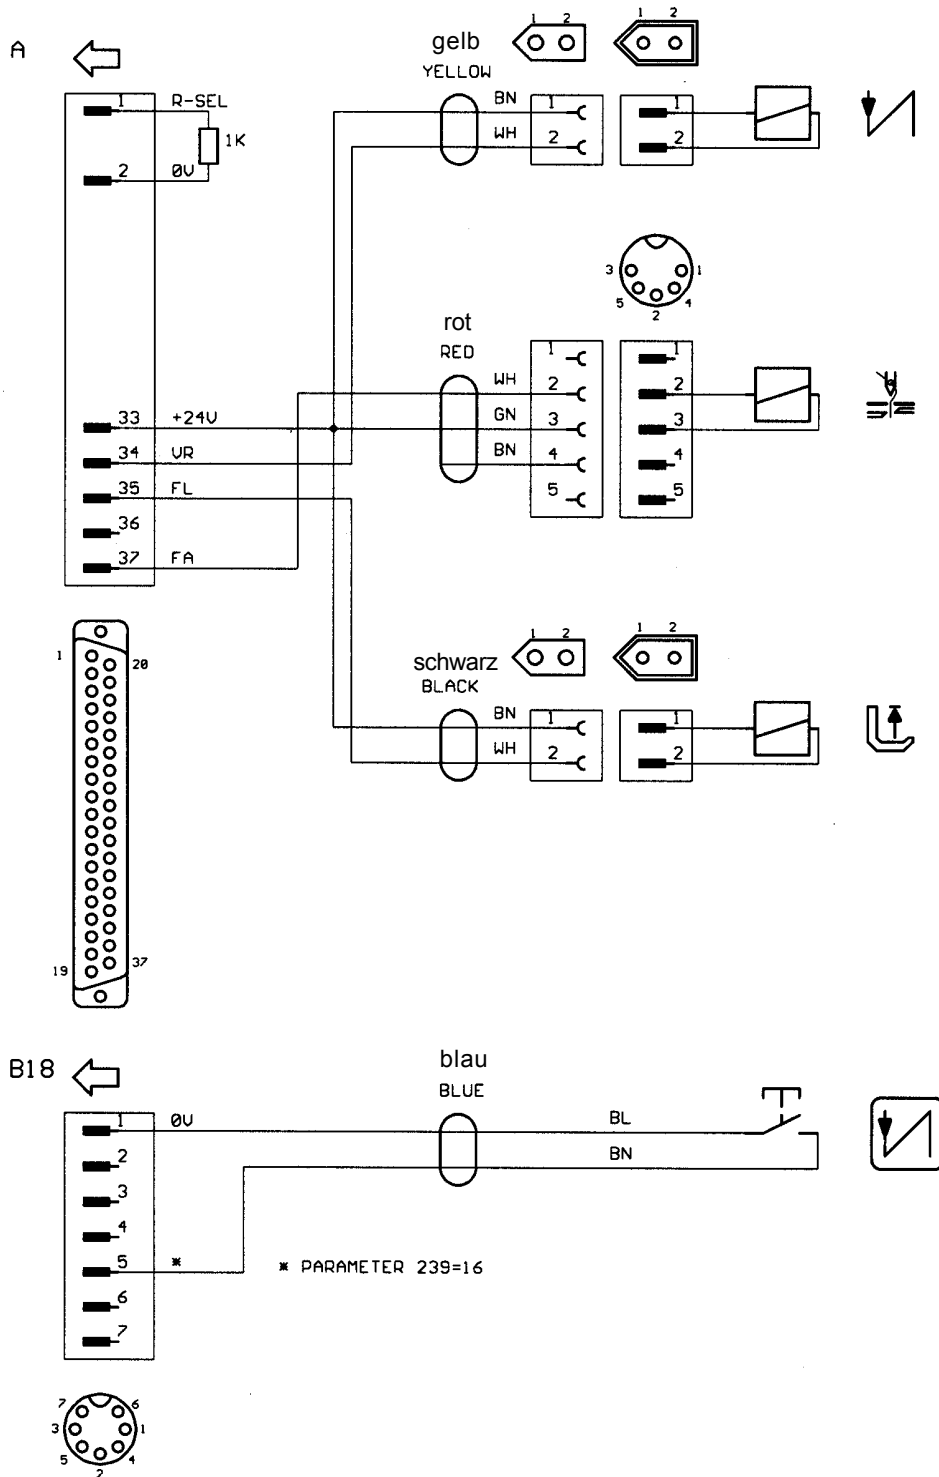 A
1 R-SEL
1K
2 0V
33 +24V
34 VR
35 FL
36
37 FA
1 20
19 37
gelb
YELLOW
BN
WH
1 2
1 2
1
2
1
2
3 1
5 4
2
rot
RED
WH
GN
BN
1
2
3
4
5
1
2
3
4
5
schwarz
BLACK
BN
WH
1 2
1 2
1
2
1
2
B18
1 0V
2
3
4
5 *
6
7
blau
BLUE
BL
BN
* PARAMETER 239=16
7 6
3 1
5 4
2